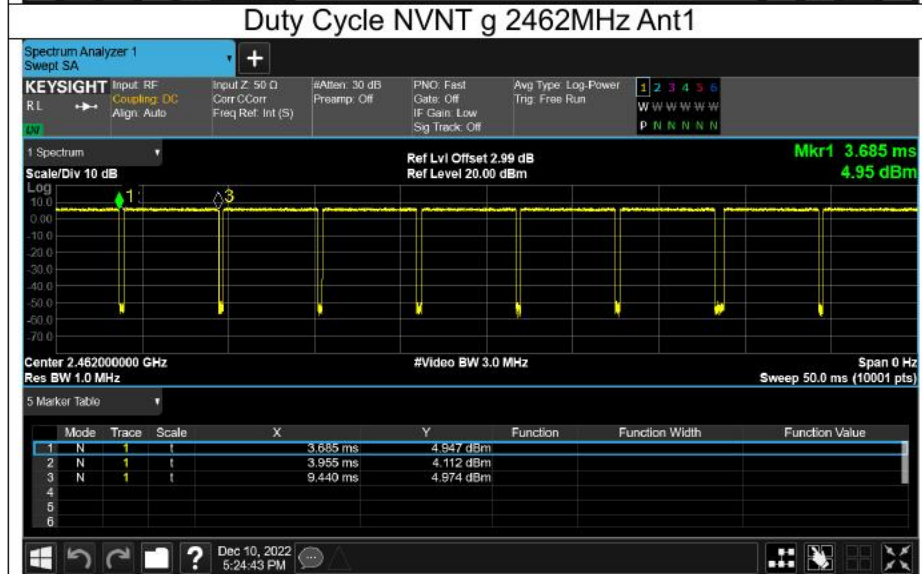 Duty Cycle NVNT g 2462MHz Ant1
Spectrum Analyzer 1
Swept SA
+
KEYSIGHT Input: RF Input Z: 50 Ω #Atten: 30 dB PNO: Fast Avg Type: Log-Power 1 2 3 4 5 6
RL Coupling: DC Corr CCorr Preamp: Off Gate: Off Trig: Free Run W W W W W W
Align: Auto Freq Ref: Int (S) IF Gain: Low P N N N N N
Sig Track: Off
1 Spectrum
Ref Lvl Offset 2.99 dB Mkr1 3.685 ms
Scale/Div 10 dB Ref Level 20.00 dBm 4.95 dBm
Log
1 3
10.0
0.00
-10.0
-20.0
-30.0
-40.0
-50.0
-60.0
-70.0
Center 2.462000000 GHz #Video BW 3.0 MHz Span 0 Hz
Res BW 1.0 MHz Sweep 50.0 ms (10001 pts)
5 Marker Table
Mode Trace Scale X Y Function Function Width Function Value
1 N 1 t 3.685 ms 4.947 dBm
2 N 1 t 3.955 ms 4.112 dBm
3 N 1 t 9.440 ms 4.974 dBm
4
5
6
? Dec 10, 2022
5:24:43 PM